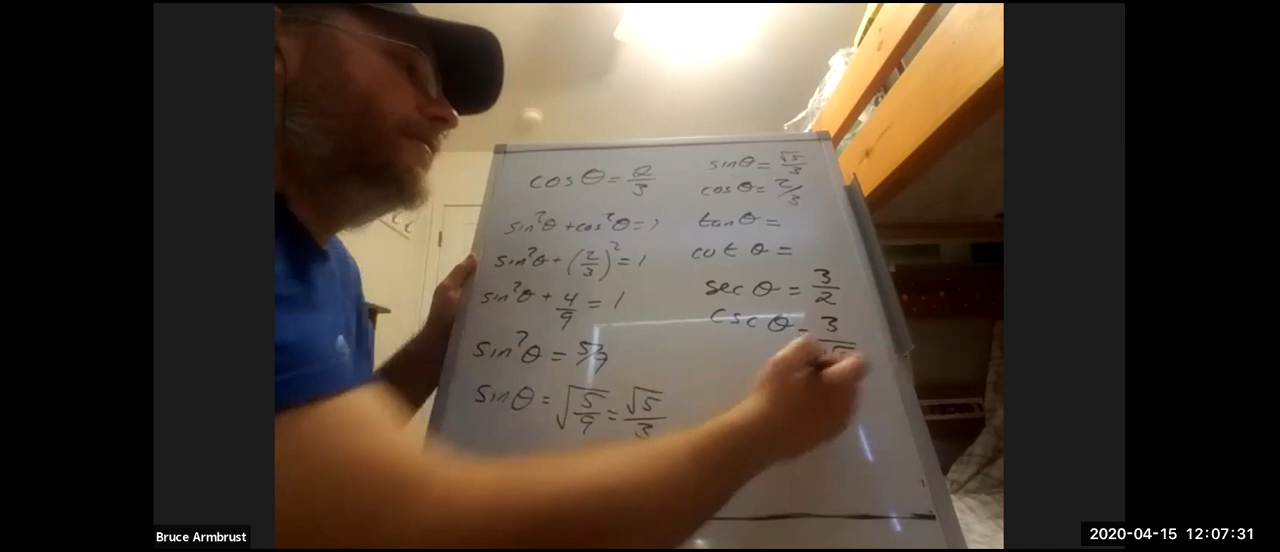 cos θ = 2/3
sin²θ + cos²θ = 1
sin²θ + (2/3)² = 1
sin²θ + 4/9 = 1
sin²θ = 5/9
sin θ = √5/9 = √5/3
sin θ = √5/3
cos θ = 2/3
tan θ =
cot θ =
sec θ = 3/2
csc θ = 3
Bruce Armbrust
2020-04-15 12:07:31